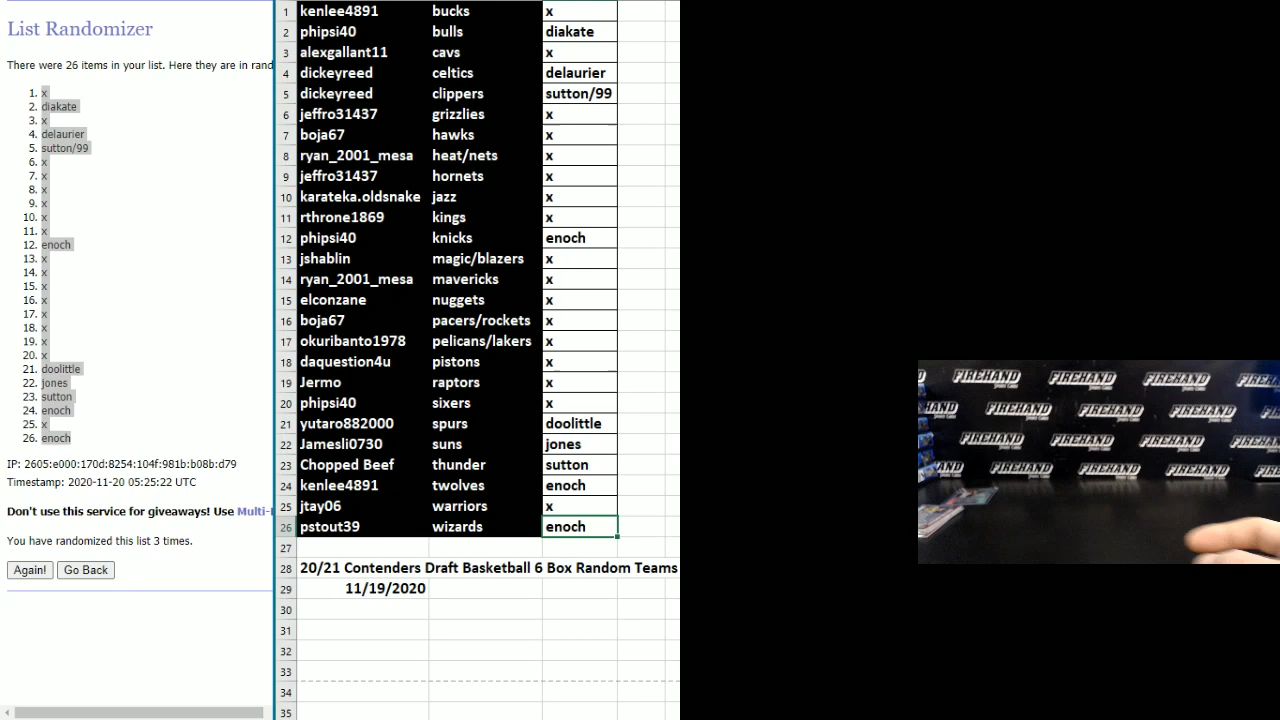 List Randomizer
There were 26 items in your list. Here they are in rand
1. x
2. diakate
3. x
4. delaurier
5. sutton/99
6. x
7. x
8. x
9. x
10. x
11. x
12. enoch
13. x
14. x
15. x
16. x
17. x
18. x
19. x
20. x
21. doolittle
22. jones
23. sutton
24. enoch
25. x
26. enoch
IP: 2605:e000:170d:8254:104f:981b:b08b:d79
Timestamp: 2020-11-20 05:25:22 UTC
Don't use this service for giveaways! Use Multi-
You have randomized this list 3 times.
Again! Go Back
1 kenlee4891 bucks x
2 phipsi40 bulls diakate
3 alexgallant11 cavs x
4 dickeyreed celtics delaurier
5 dickeyreed clippers sutton/99
6 jeffro31437 grizzlies x
7 boja67 hawks x
8 ryan_2001_mesa heat/nets x
9 jeffro31437 hornets x
10 karateka.oldsnake jazz x
11 rthrone1869 kings x
12 phipsi40 knicks enoch
13 jshablin magic/blazers x
14 ryan_2001_mesa mavericks x
15 elconzane nuggets x
16 boja67 pacers/rockets x
17 okuribanto1978 pelicans/lakers x
18 daquestion4u pistons x
19 Jermo raptors x
20 phipsi40 sixers x
21 yutaro882000 spurs doolittle
22 Jamesli0730 suns jones
23 Chopped Beef thunder sutton
24 kenlee4891 twolves enoch
25 jtay06 warriors x
26 pstout39 wizards enoch
27
28 20/21 Contenders Draft Basketball 6 Box Random Teams
29 11/19/2020
30
31
32
33
34
35
FIREHAND FIREHAND FIREHAND FIREHAND
HAND FIREHAND FIREHAND FIREHAND
FIREHAND FIREHAND FIREHAND
FIREHAND FIREHAND FIREHAND